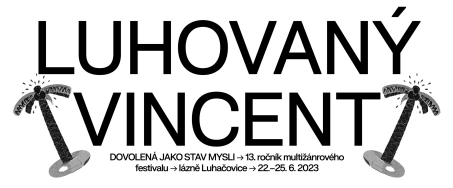 LUHOVANÝ
VINCENT
DOVOLENÁ JAKO STAV MYSLI → 13. ročník multižánrového
festivalu → lázně Luhačovice → 22.–25. 6. 2023